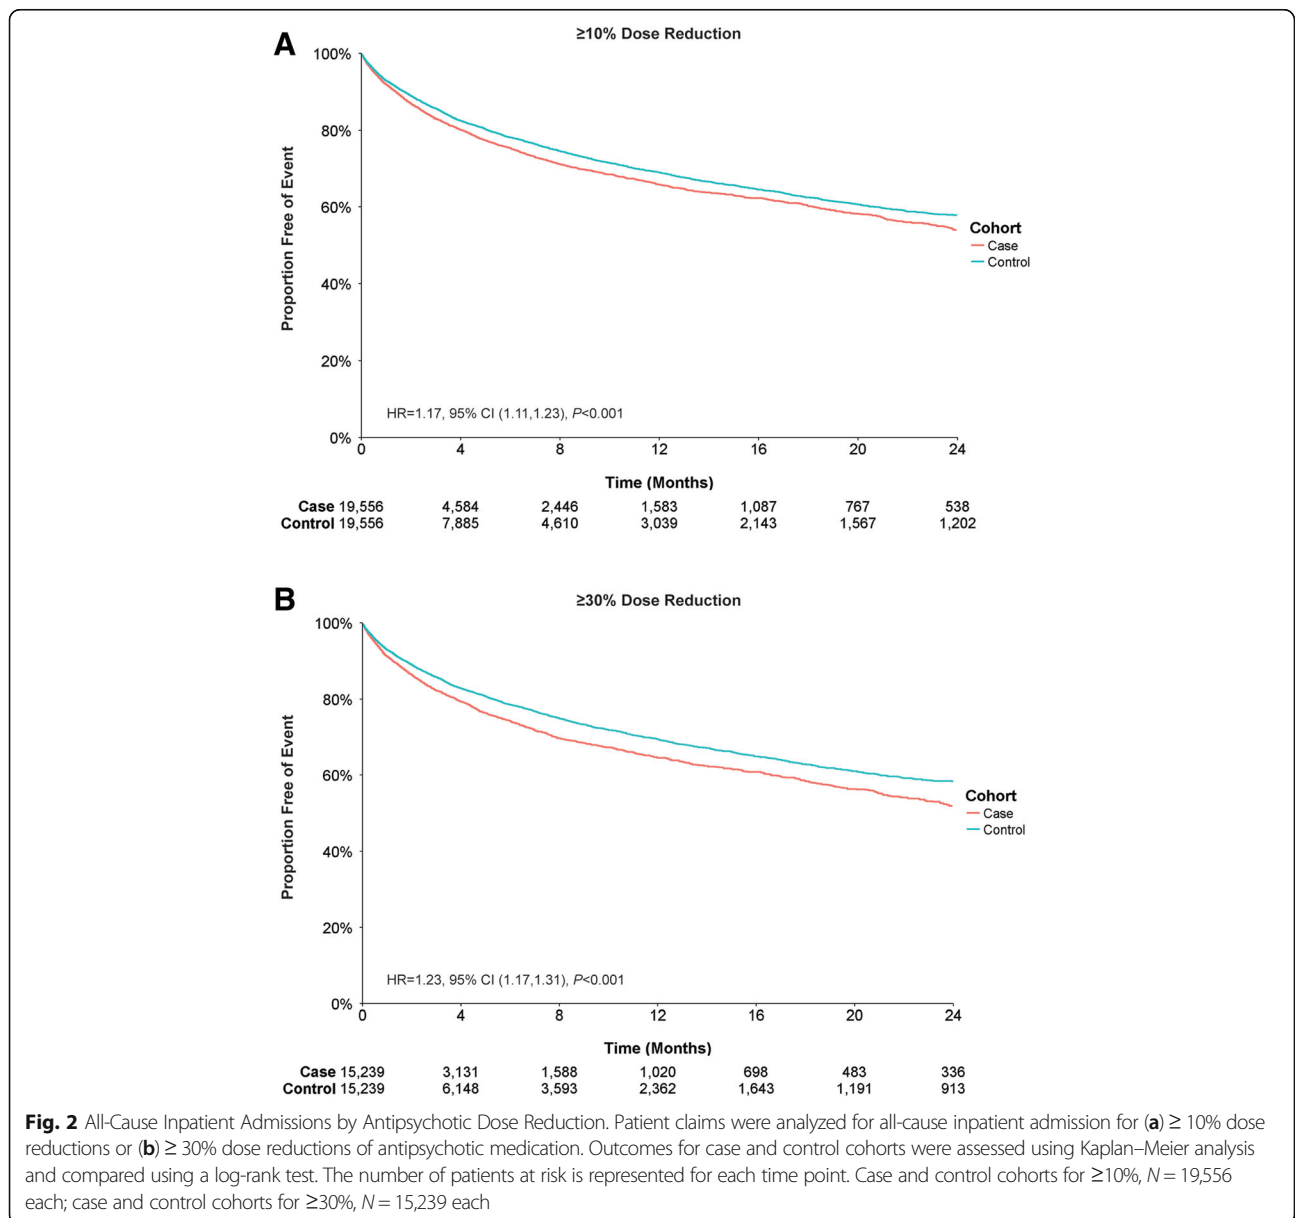 A
≥10% Dose Reduction
100%
80%
60%
40%
20%
0%
Proportion Free of Event
Cohort
Case
Control
HR=1.17, 95% CI (1.11,1.23), P<0.001
0 4 8 12 16 20 24
Time (Months)
Case 19,556 4,584 2,446 1,583 1,087 767 538
Control 19,556 7,885 4,610 3,039 2,143 1,567 1,202
B
≥30% Dose Reduction
100%
80%
60%
40%
20%
0%
Proportion Free of Event
Cohort
Case
Control
HR=1.23, 95% CI (1.17,1.31), P<0.001
0 4 8 12 16 20 24
Time (Months)
Case 15,239 3,131 1,588 1,020 698 483 336
Control 15,239 6,148 3,593 2,362 1,643 1,191 913
Fig. 2 All-Cause Inpatient Admissions by Antipsychotic Dose Reduction. Patient claims were analyzed for all-cause inpatient admission for (a) ≥ 10% dose
reductions or (b) ≥ 30% dose reductions of antipsychotic medication. Outcomes for case and control cohorts were assessed using Kaplan–Meier analysis
and compared using a log-rank test. The number of patients at risk is represented for each time point. Case and control cohorts for ≥10%, N = 19,556
each; case and control cohorts for ≥30%, N = 15,239 each